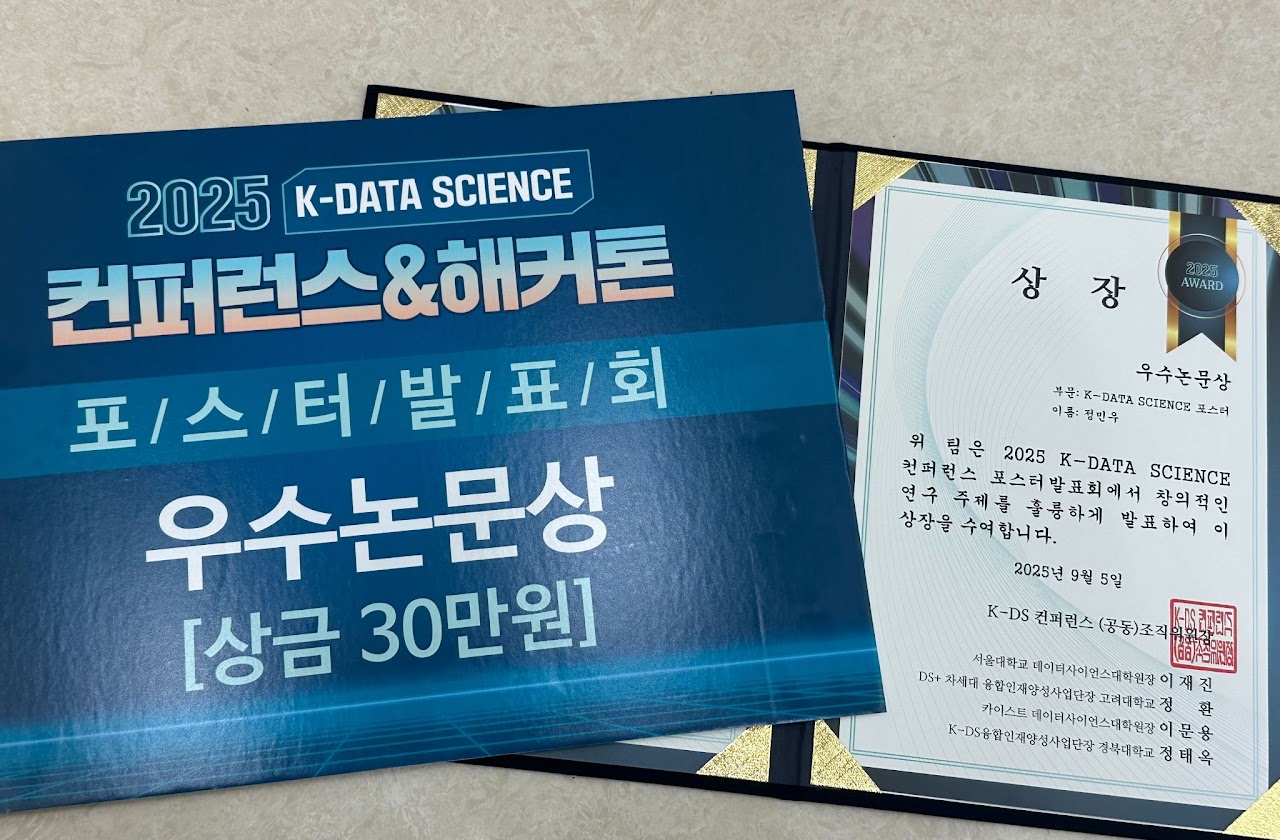 2025 K-DATA SCIENCE
컨퍼런스&해커톤
포/스/터/발/표/회
우수논문상
[상금 30만원]
상 장
2025
AWARD
우수논문상
부문: K-DATA SCIENCE 포스터
이름: 정민우
위 팀은 2025 K-DATA SCIENCE
컨퍼런스 포스터발표회에서 창의적인
연구 주제를 훌륭하게 발표하여 이
상장을 수여합니다.
2025년 9월 5일
K-DS 컨퍼런스 (공동)조직위원장
서울대학교 데이터사이언스대학원장 이재진
DS+ 차세대 융합인재양성사업단장 고려대학교 정 환
카이스트 데이터사이언스대학원장 이문용
K-DS융합인재양성사업단장 경북대학교 정태옥